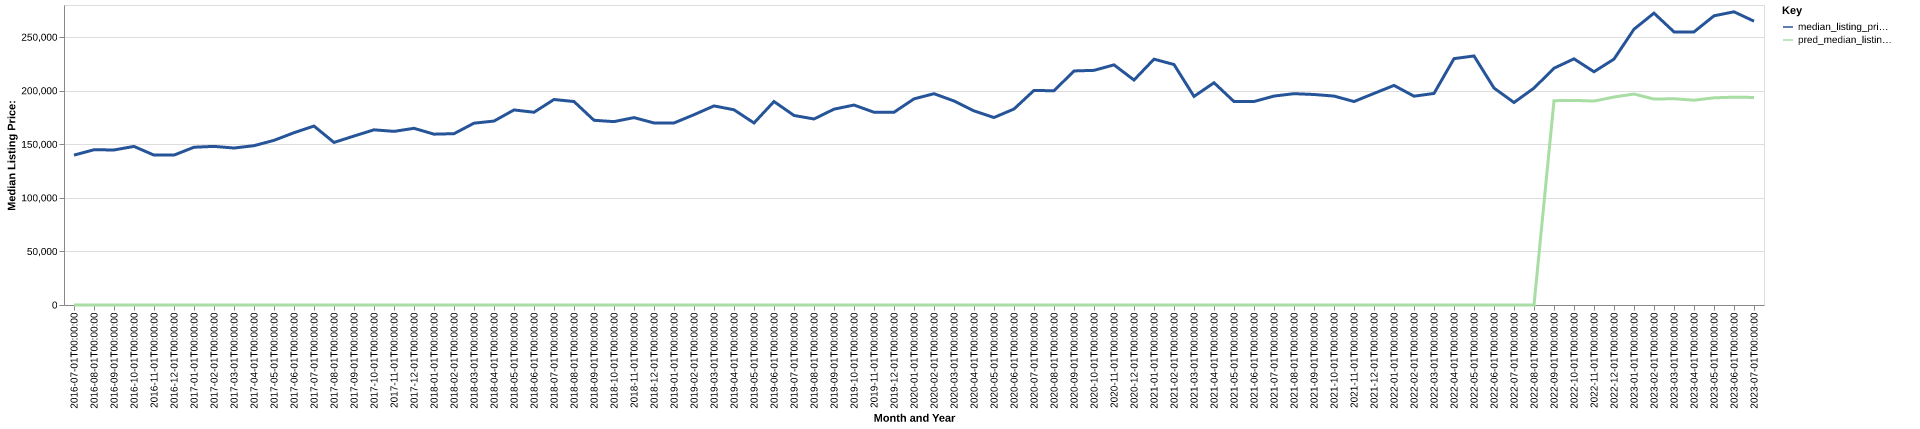 Key
median_listing_pri…
pred_median_listin…
Median Listing Price:
250,000
200,000
150,000
100,000
50,000
0
2016-07-01T00:00:00
2016-08-01T00:00:00
2016-09-01T00:00:00
2016-10-01T00:00:00
2016-11-01T00:00:00
2016-12-01T00:00:00
2017-01-01T00:00:00
2017-02-01T00:00:00
2017-03-01T00:00:00
2017-04-01T00:00:00
2017-05-01T00:00:00
2017-06-01T00:00:00
2017-07-01T00:00:00
2017-08-01T00:00:00
2017-09-01T00:00:00
2017-10-01T00:00:00
2017-11-01T00:00:00
2017-12-01T00:00:00
2018-01-01T00:00:00
2018-02-01T00:00:00
2018-03-01T00:00:00
2018-04-01T00:00:00
2018-05-01T00:00:00
2018-06-01T00:00:00
2018-07-01T00:00:00
2018-08-01T00:00:00
2018-09-01T00:00:00
2018-10-01T00:00:00
2018-11-01T00:00:00
2018-12-01T00:00:00
2019-01-01T00:00:00
2019-02-01T00:00:00
2019-03-01T00:00:00
2019-04-01T00:00:00
2019-05-01T00:00:00
2019-06-01T00:00:00
2019-07-01T00:00:00
2019-08-01T00:00:00
2019-09-01T00:00:00
2019-10-01T00:00:00
2019-11-01T00:00:00
2019-12-01T00:00:00
2020-01-01T00:00:00
2020-02-01T00:00:00
2020-03-01T00:00:00
2020-04-01T00:00:00
2020-05-01T00:00:00
2020-06-01T00:00:00
2020-07-01T00:00:00
2020-08-01T00:00:00
2020-09-01T00:00:00
2020-10-01T00:00:00
2020-11-01T00:00:00
2020-12-01T00:00:00
2021-01-01T00:00:00
2021-02-01T00:00:00
2021-03-01T00:00:00
2021-04-01T00:00:00
2021-05-01T00:00:00
2021-06-01T00:00:00
2021-07-01T00:00:00
2021-08-01T00:00:00
2021-09-01T00:00:00
2021-10-01T00:00:00
2021-11-01T00:00:00
2021-12-01T00:00:00
2022-01-01T00:00:00
2022-02-01T00:00:00
2022-03-01T00:00:00
2022-04-01T00:00:00
2022-05-01T00:00:00
2022-06-01T00:00:00
2022-07-01T00:00:00
2022-08-01T00:00:00
2022-09-01T00:00:00
2022-10-01T00:00:00
2022-11-01T00:00:00
2022-12-01T00:00:00
2023-01-01T00:00:00
2023-02-01T00:00:00
2023-03-01T00:00:00
2023-04-01T00:00:00
2023-05-01T00:00:00
2023-06-01T00:00:00
2023-07-01T00:00:00
Month and Year